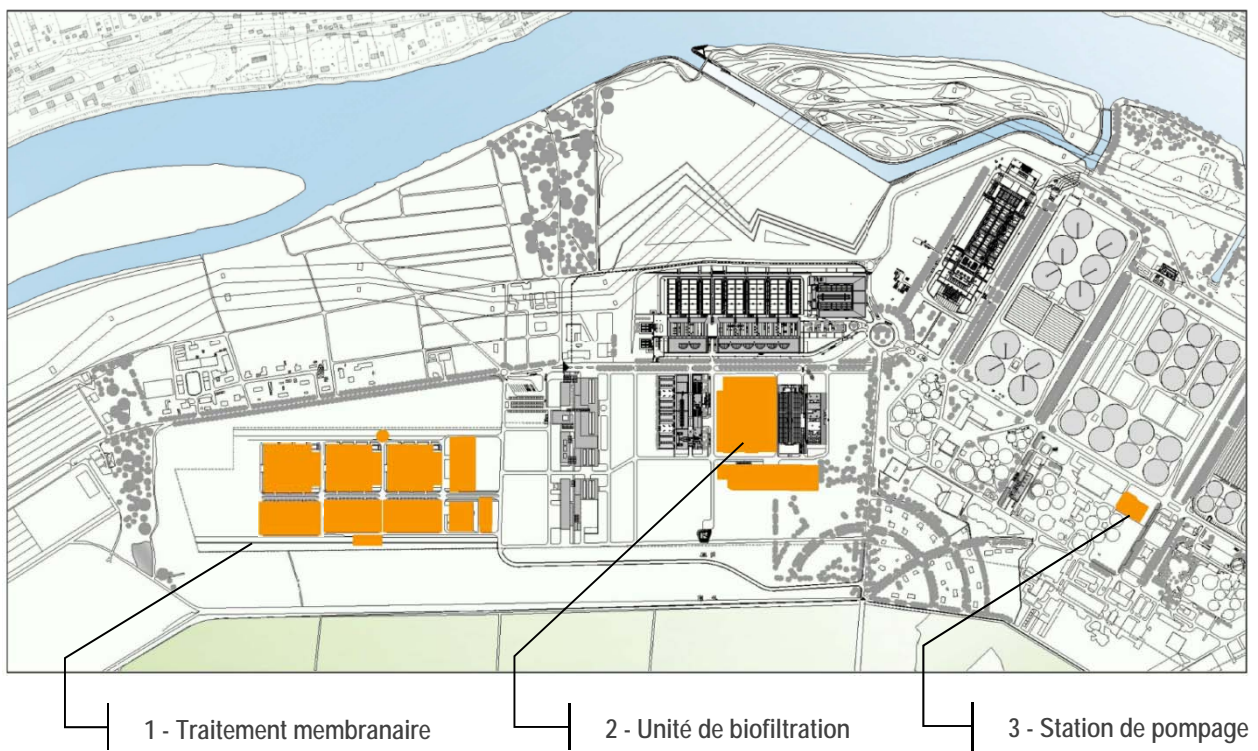 1 - Traitement membranaire
2 - Unité de biofiltration
3 - Station de pompage